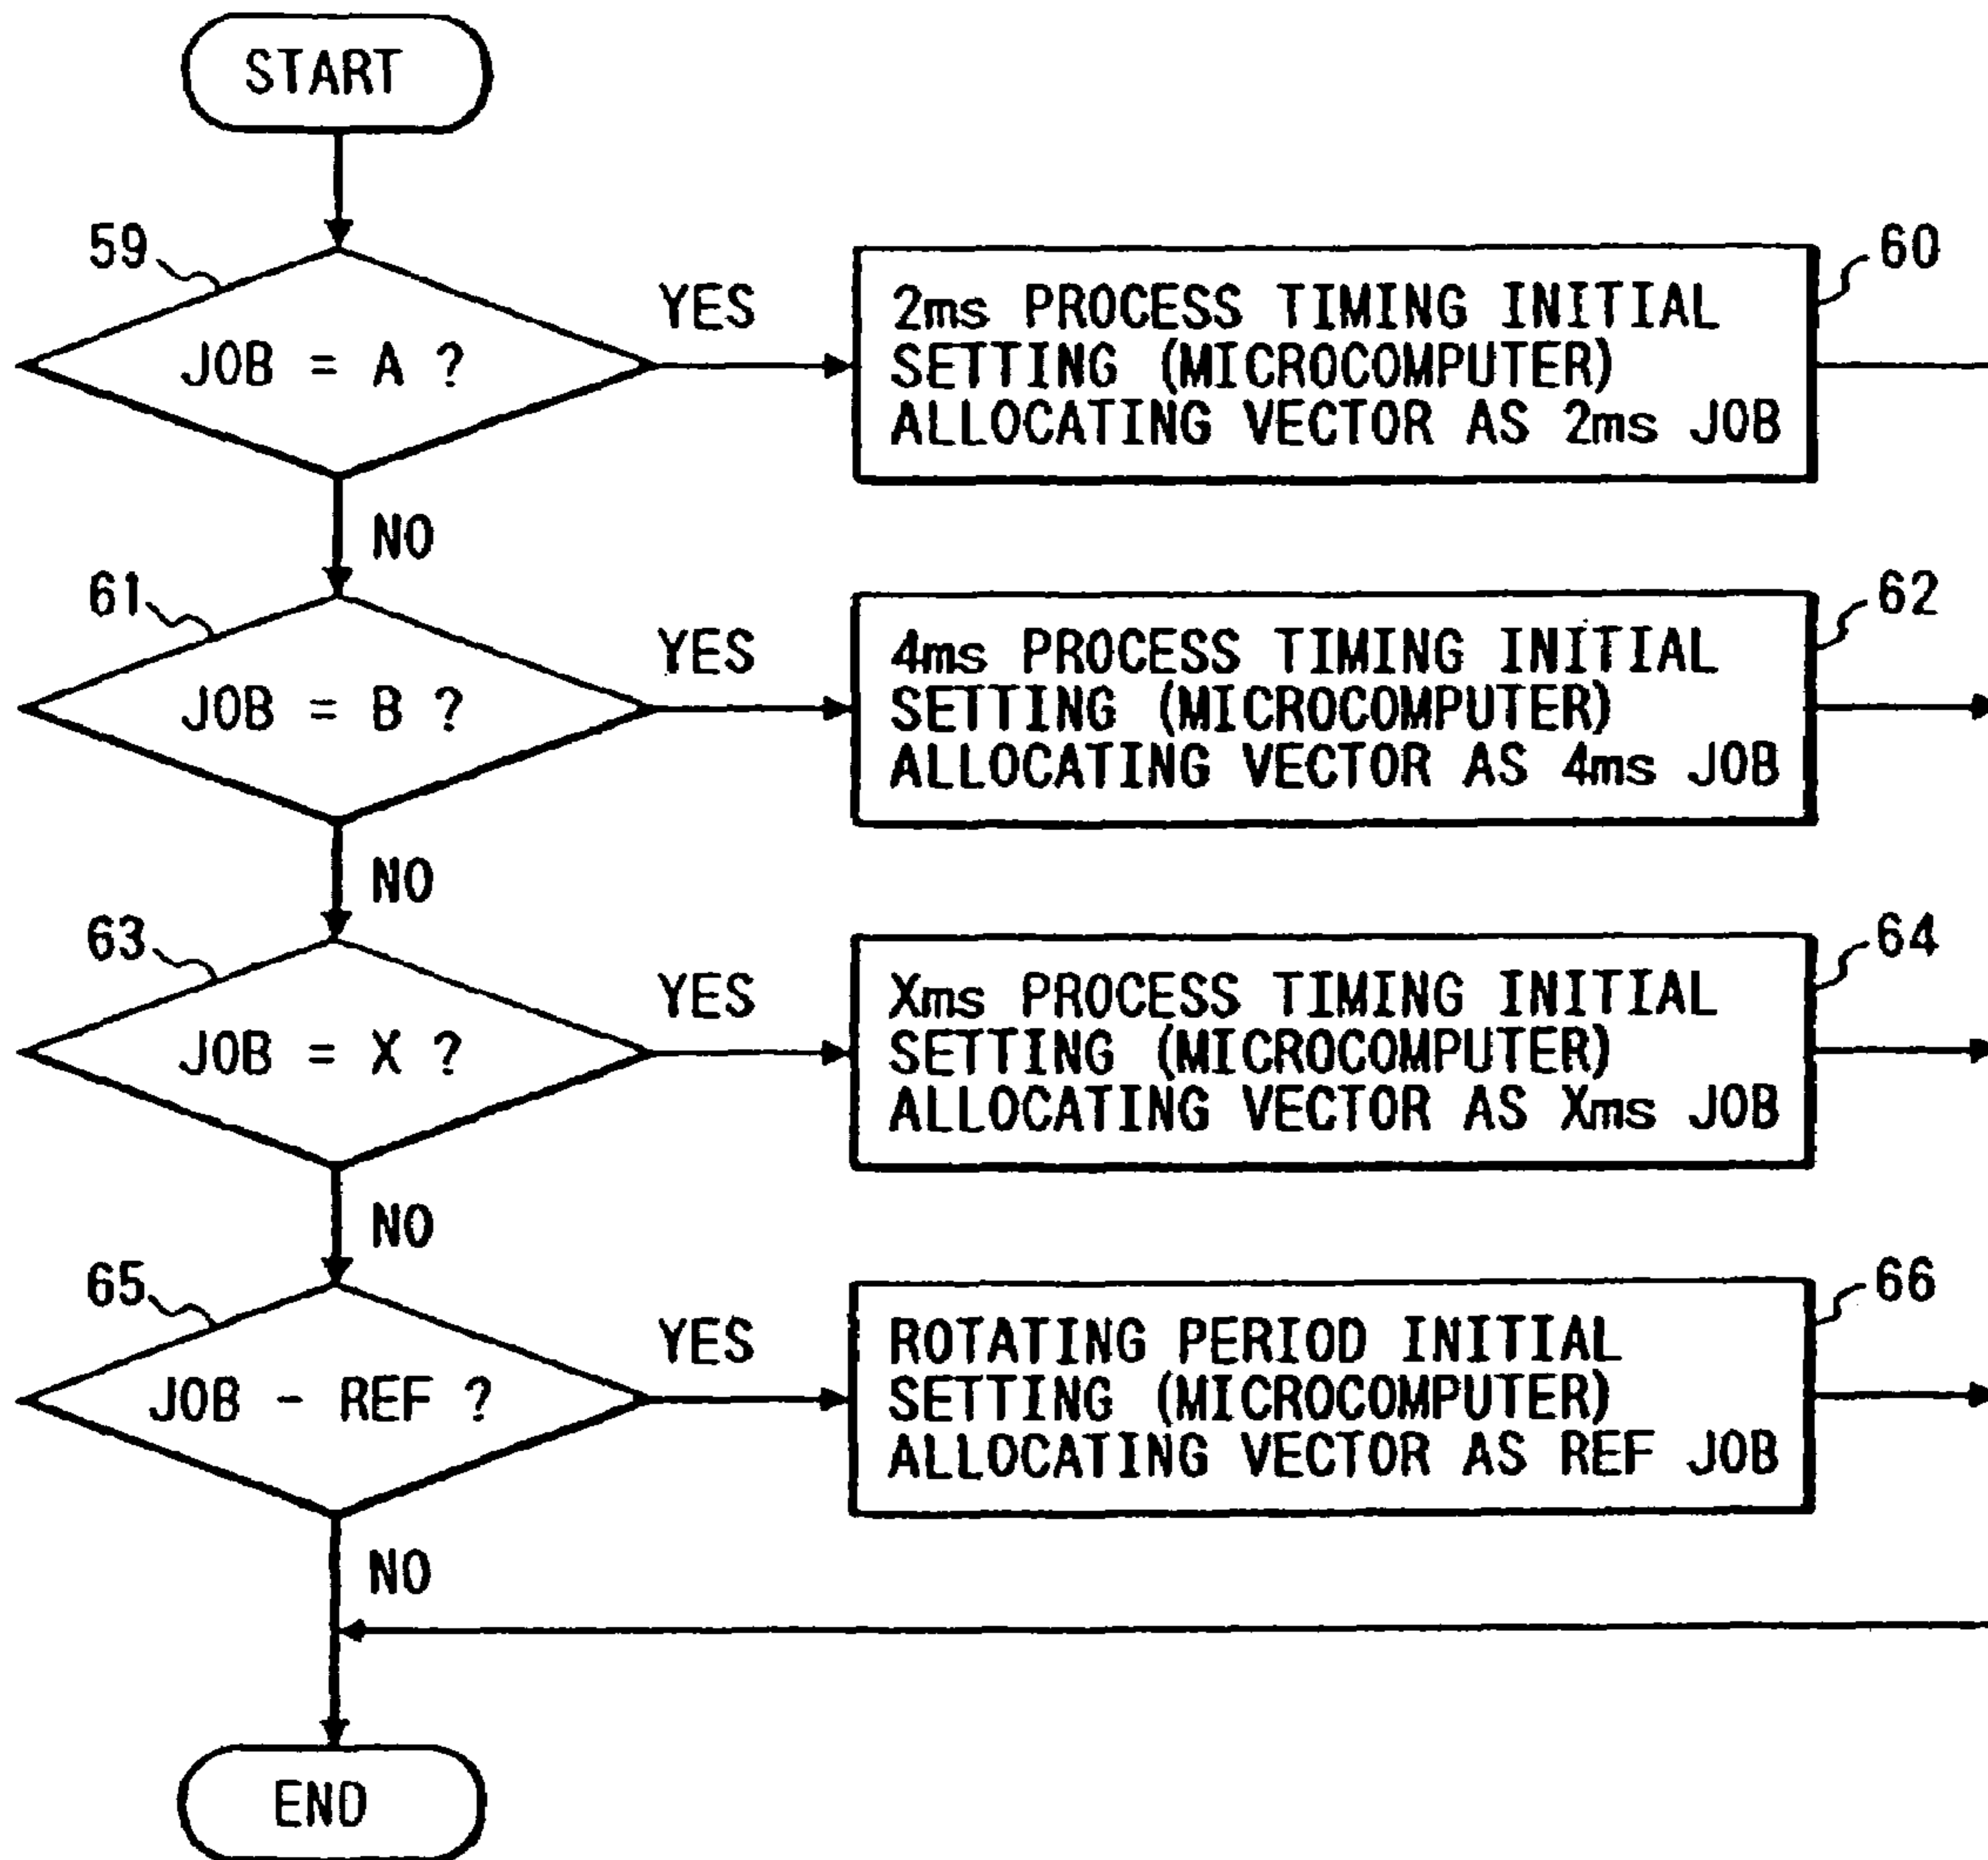 START
59
JOB = A ?
YES
2ms PROCESS TIMING INITIAL
SETTING (MICROCOMPUTER)
ALLOCATING VECTOR AS 2ms JOB
60
NO
61
JOB = B ?
YES
4ms PROCESS TIMING INITIAL
SETTING (MICROCOMPUTER)
ALLOCATING VECTOR AS 4ms JOB
62
NO
63
JOB = X ?
YES
Xms PROCESS TIMING INITIAL
SETTING (MICROCOMPUTER)
ALLOCATING VECTOR AS Xms JOB
64
NO
65
JOB - REF ?
YES
ROTATING PERIOD INITIAL
SETTING (MICROCOMPUTER)
ALLOCATING VECTOR AS REF JOB
66
NO
END